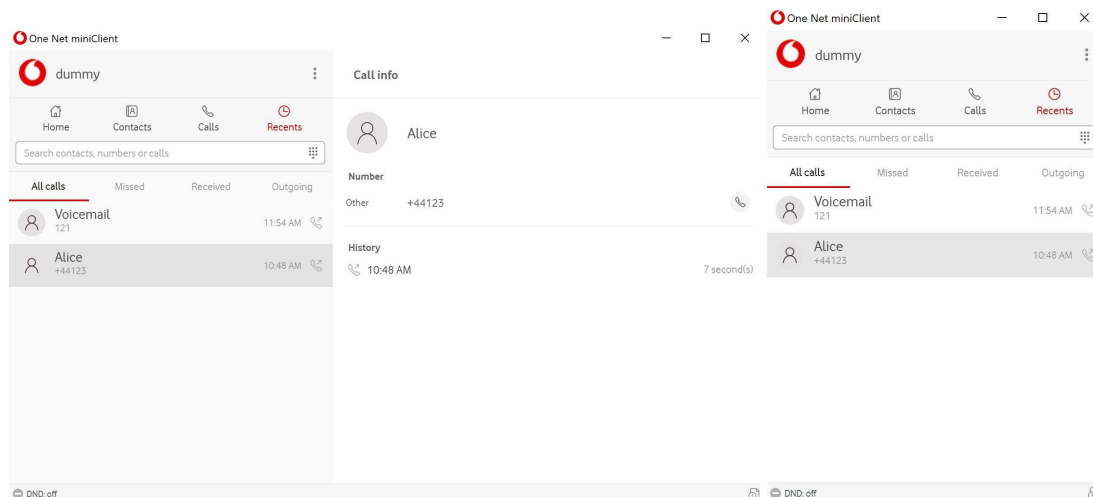 One Net miniClient
dummy
Home Contacts Calls Recents
Search contacts, numbers or calls
All calls Missed Received Outgoing
Voicemail
121
11:54 AM
Alice
+44123
10:48 AM
DND: off
Call info
Alice
Number
Other +44123
History
10:48 AM 7 second(s)
One Net miniClient
dummy
Home Contacts Calls Recents
Search contacts, numbers or calls
All calls Missed Received Outgoing
Voicemail
121
11:54 AM
Alice
+44123
10:48 AM
DND: off